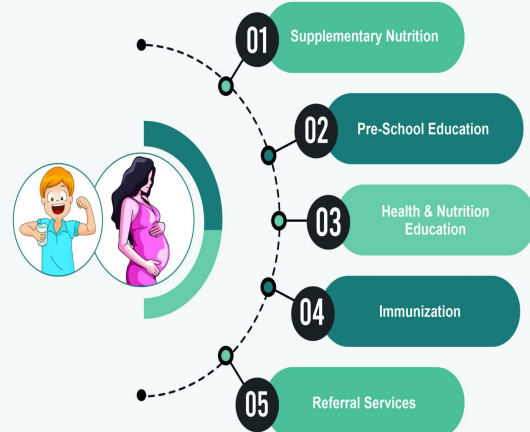 01
Supplementary Nutrition
02
Pre-School Education
03
Health & Nutrition
Education
04
Immunization
05
Referral Services